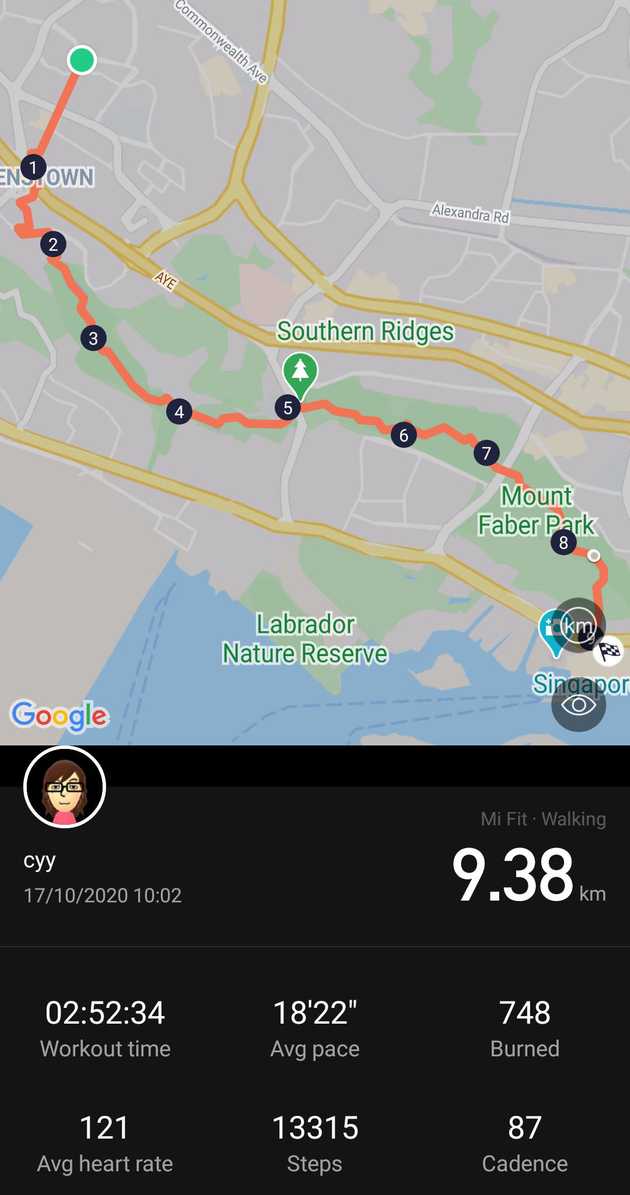 Commonwealth Ave
1
ENSTOWN
Alexandra Rd
2
AYE
Southern Ridges
3
4
5
6
7
Mount
Faber Park
8
Labrador
Nature Reserve
km
9
Singapor
Google
Mi Fit · Walking
cyy
9.38 km
17/10/2020 10:02
02:52:34 18'22" 748
Workout time Avg pace Burned
121 13315 87
Avg heart rate Steps Cadence